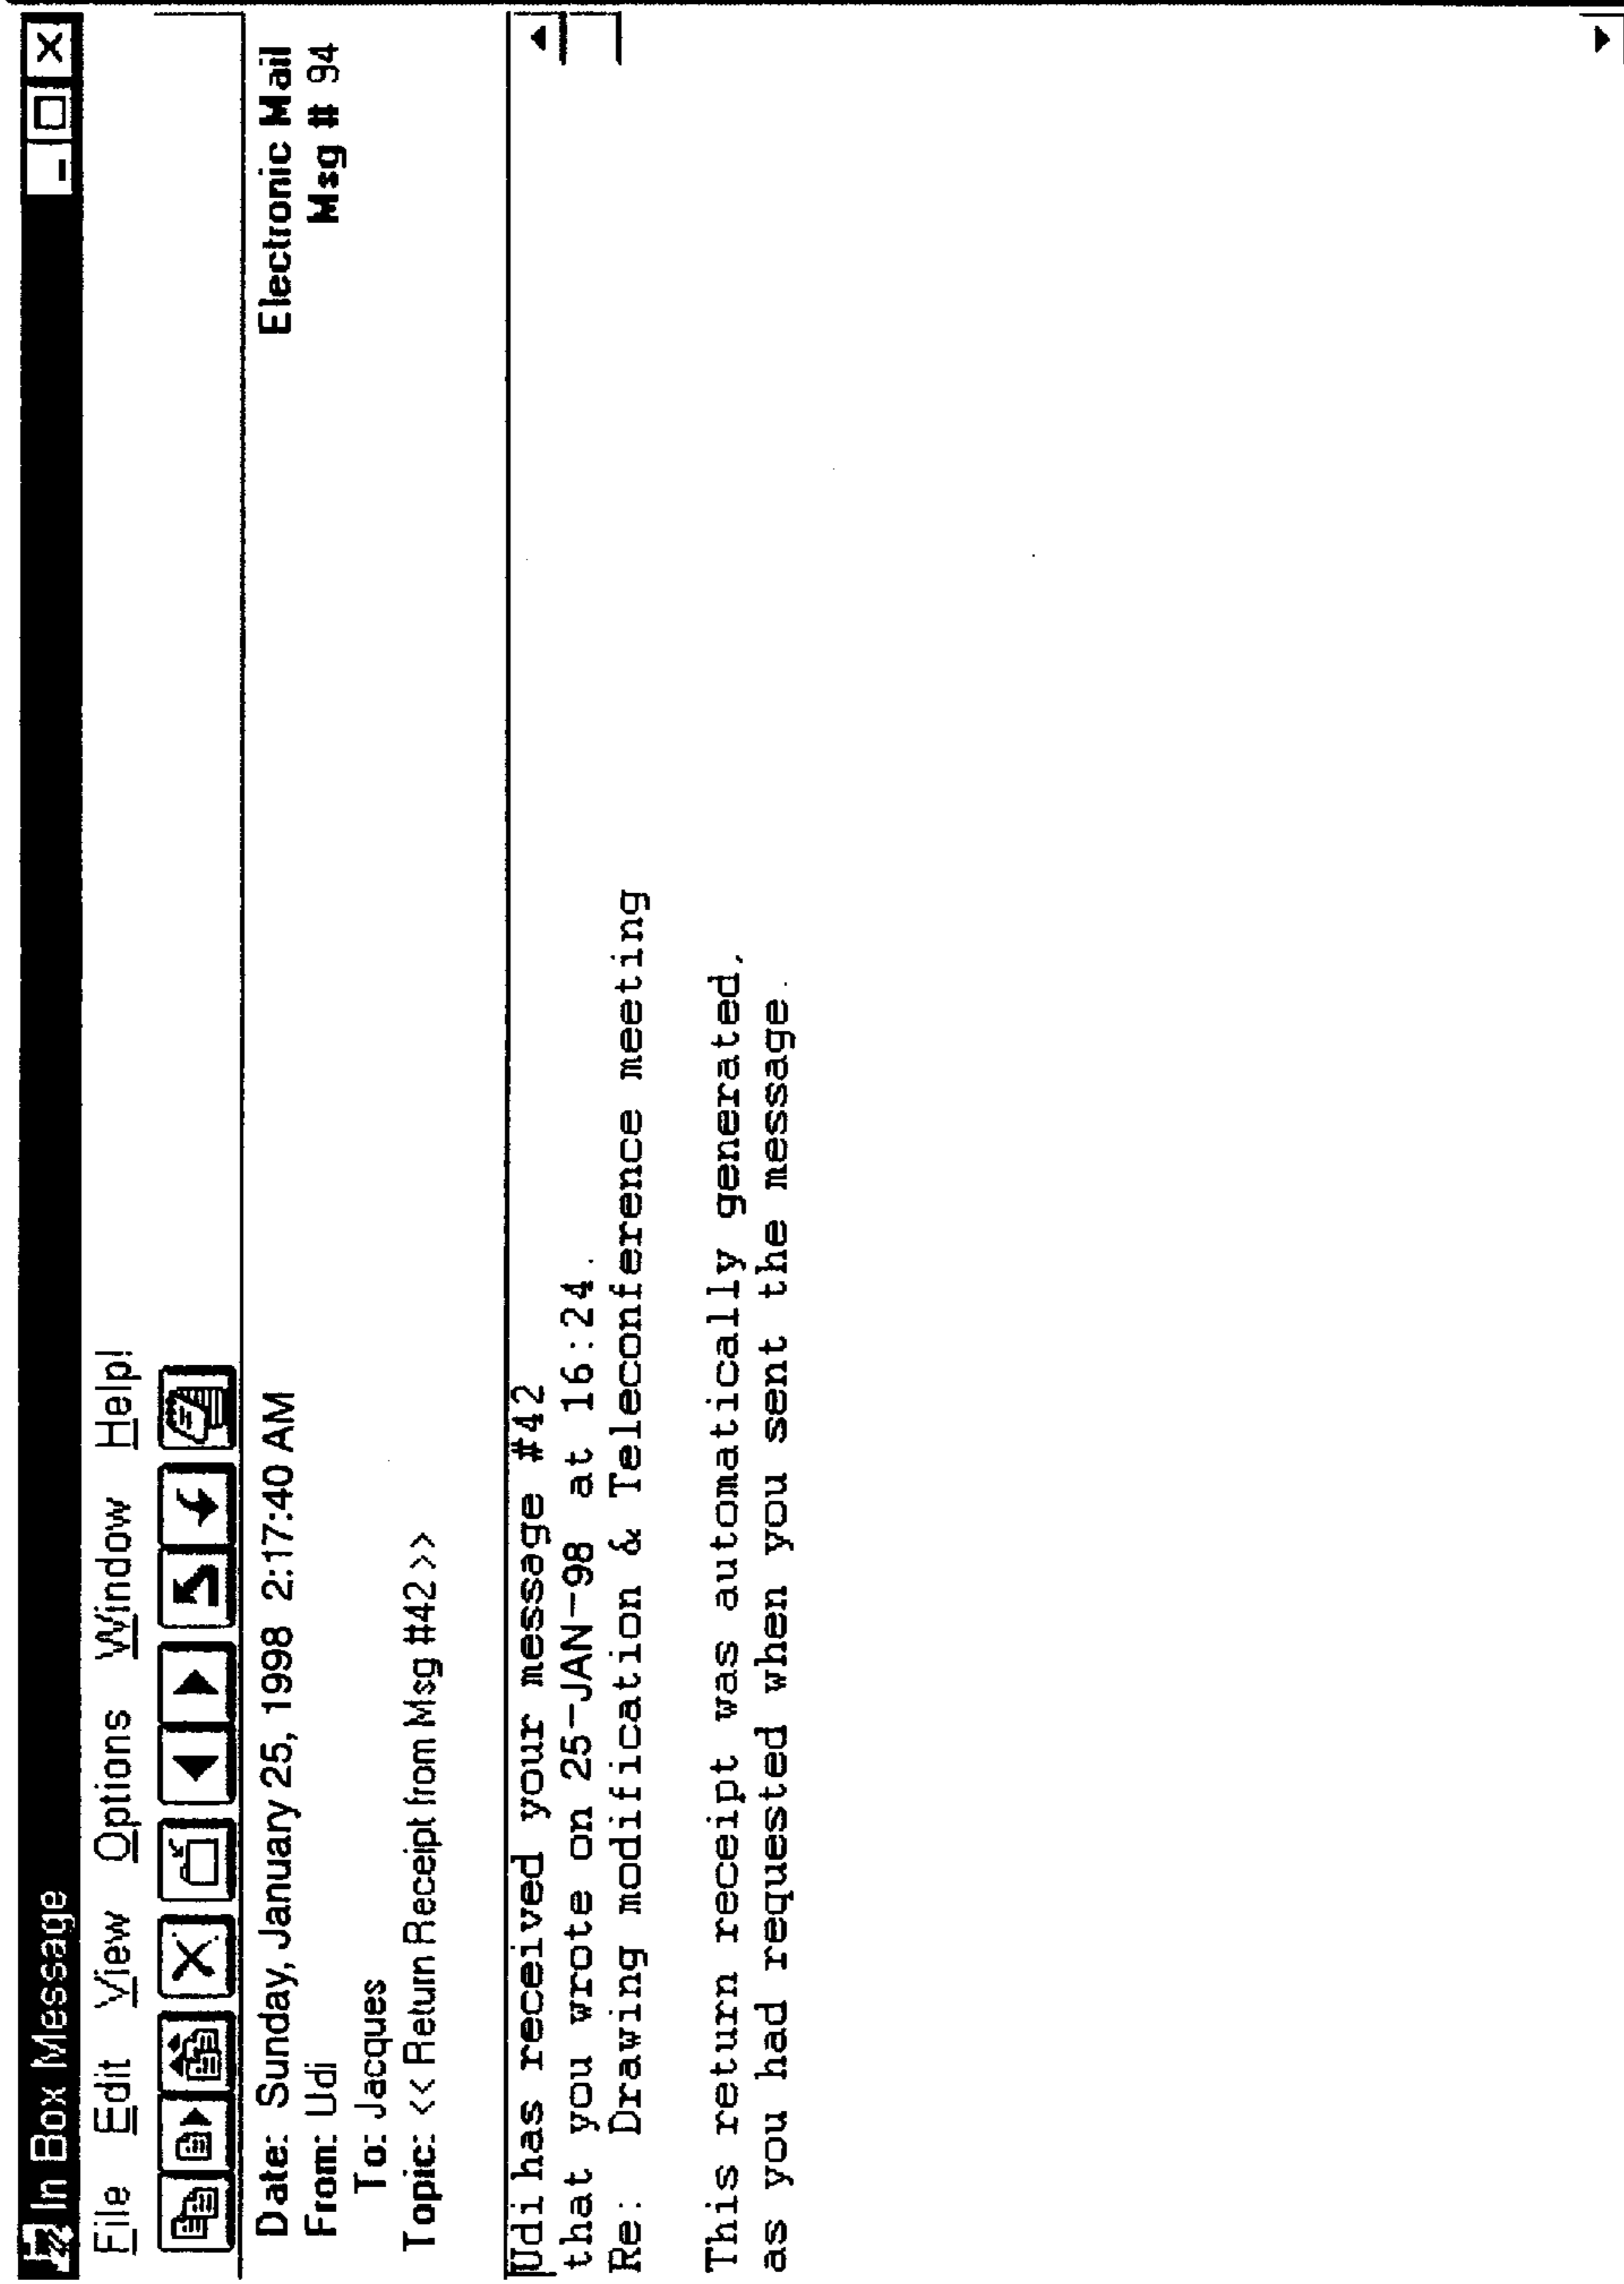 In Box Message
File Edit View Options Window Help!
Date: Sunday, January 25, 1998 2:17:40 AM Electronic Mail
From: Udi Msg # 94
To: Jacques
Topic: << Return Receipt from Msg #42 >>
Udi has received your message #42
that you wrote on 25-JAN-98 at 16:24.
Re: Drawing modification & Teleconference meeting
This return receipt was automatically generated,
as you had requested when you sent the message.